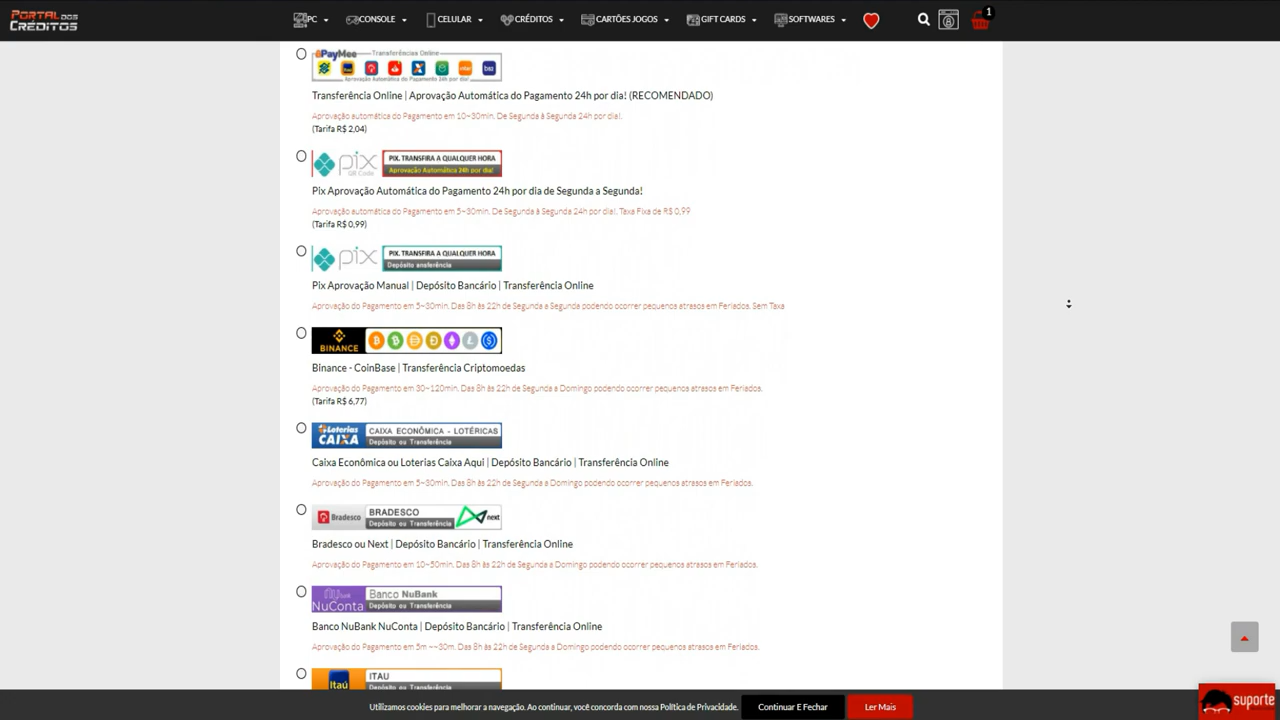 PORTAL DOS CRÉDITOS
PC
CONSOLE
CELULAR
CRÉDITOS
CARTÕES JOGOS
GIFT CARDS
SOFTWARES
1
PayMee Transferências Online
Aprovação Automática do Pagamento 24h por dia!
Transferência Online | Aprovação Automática do Pagamento 24h por dia! (RECOMENDADO)
Aprovação automática do Pagamento em 10~30min. De Segunda à Segunda 24h por dia!.
(Tarifa R$ 2,04)
pix QR Code PIX. TRANSFIRA A QUALQUER HORA
Aprovação Automática 24h por dia!
Pix Aprovação Automática do Pagamento 24h por dia de Segunda a Segunda!
Aprovação automática do Pagamento em 5~30min. De Segunda à Segunda 24h por dia!. Taxa Fixa de R$ 0,99
(Tarifa R$ 0,99)
pix PIX. TRANSFIRA A QUALQUER HORA
Pix Aprovação Manual | Depósito Bancário | Transferência Online
Aprovação do Pagamento em 5~30min. Das 8h às 22h de Segunda a Segunda podendo ocorrer pequenos atrasos em Feriados. Sem Taxa
BINANCE
Binance - CoinBase | Transferência Criptomoedas
Aprovação do Pagamento em 30~120min. Das 8h às 22h de Segunda a Domingo podendo ocorrer pequenos atrasos em Feriados.
(Tarifa R$ 6,77)
Loterias CAIXA CAIXA ECONÔMICA - LOTÉRICAS
Depósito ou Transferência
Caixa Econômica ou Loterias Caixa Aqui | Depósito Bancário | Transferência Online
Aprovação do Pagamento em 5~30min. Das 8h às 22h de Segunda a Domingo podendo ocorrer pequenos atrasos em Feriados.
Bradesco BRADESCO next
Depósito ou Transferência
Bradesco ou Next | Depósito Bancário | Transferência Online
Aprovação do Pagamento em 10~50min. Das 8h às 22h de Segunda a Domingo podendo ocorrer pequenos atrasos em Feriados.
NuConta Banco NuBank
Depósito ou Transferência
Banco NuBank NuConta | Depósito Bancário | Transferência Online
Aprovação do Pagamento em 5m ~~30m. Das 8h às 22h de Segunda a Domingo podendo ocorrer pequenos atrasos em Feriados.
Itaú ITAU
Depósito ou Transferência
Utilizamos cookies para melhorar a navegação. Ao continuar, você concorda com nossa Política de Privacidade.
Continuar E Fechar
Ler Mais
suporte